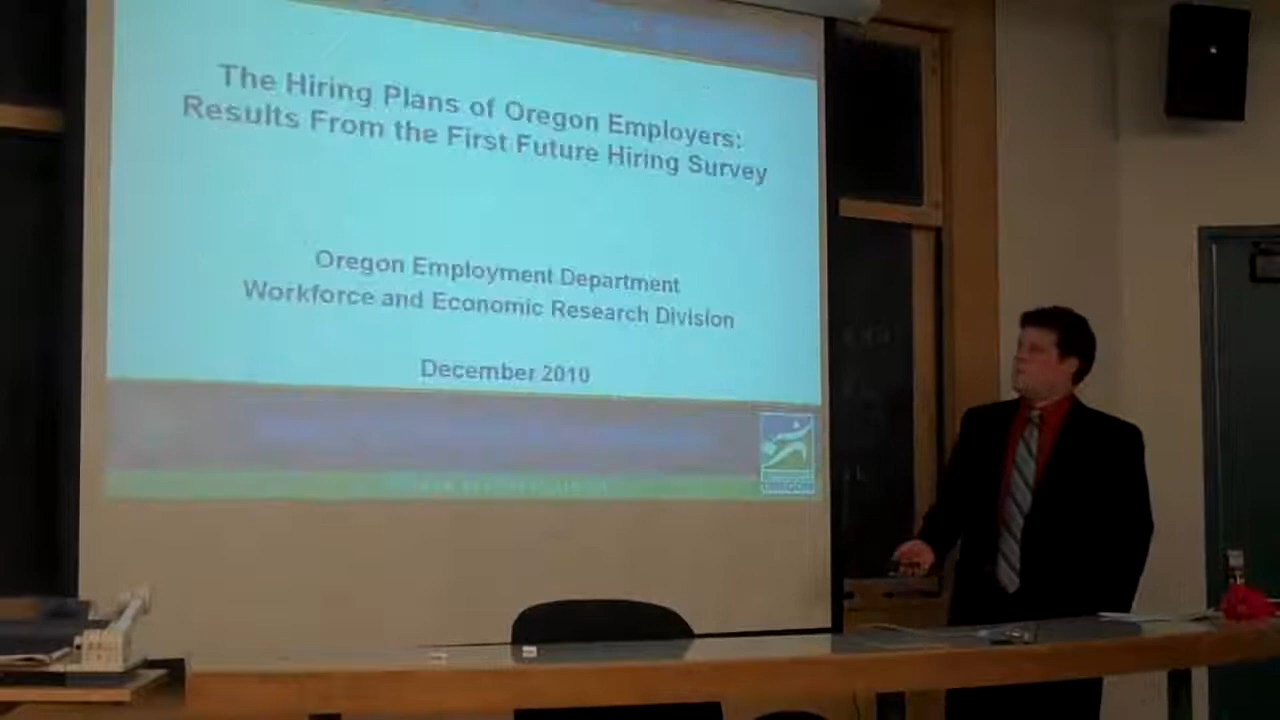 The Hiring Plans of Oregon Employers:
Results From the First Future Hiring Survey
Oregon Employment Department
Workforce and Economic Research Division
December 2010
OREGON